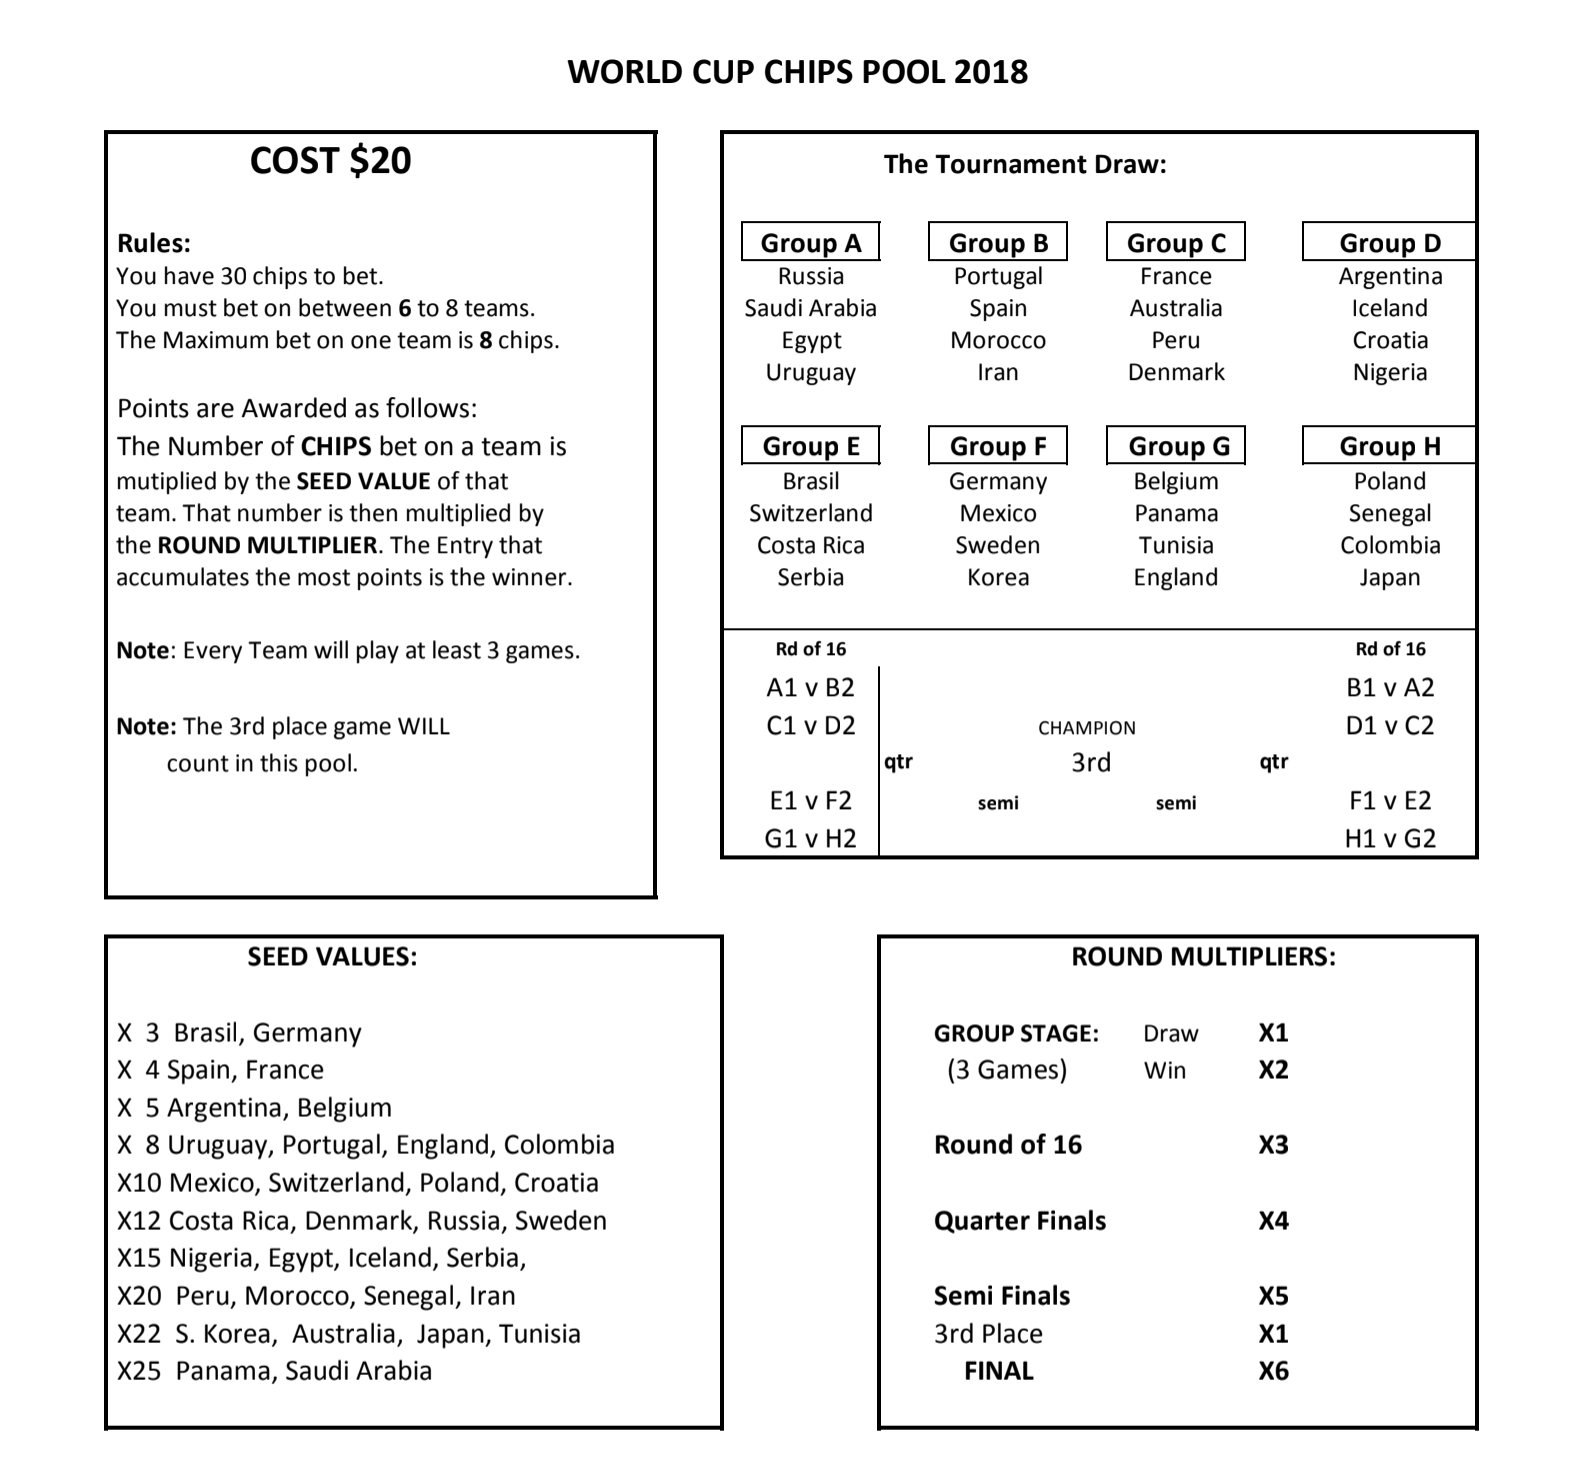 WORLD CUP CHIPS POOL 2018
COST $20
Rules:
You have 30 chips to bet.
You must bet on between 6 to 8 teams.
The Maximum bet on one team is 8 chips.
Points are Awarded as follows:
The Number of CHIPS bet on a team is
mutiplied by the SEED VALUE of that
team. That number is then multiplied by
the ROUND MULTIPLIER. The Entry that
accumulates the most points is the winner.
Note: Every Team will play at least 3 games.
Note: The 3rd place game WILL
count in this pool.
The Tournament Draw:
Group A Group B Group C Group D
Russia Portugal France Argentina
Saudi Arabia Spain Australia Iceland
Egypt Morocco Peru Croatia
Uruguay Iran Denmark Nigeria
Group E Group F Group G Group H
Brasil Germany Belgium Poland
Switzerland Mexico Panama Senegal
Costa Rica Sweden Tunisia Colombia
Serbia Korea England Japan
Rd of 16 Rd of 16
A1 v B2 B1 v A2
C1 v D2 CHAMPION D1 v C2
qtr 3rd qtr
E1 v F2 semi semi F1 v E2
G1 v H2 H1 v G2
SEED VALUES:
X 3 Brasil, Germany
X 4 Spain, France
X 5 Argentina, Belgium
X 8 Uruguay, Portugal, England, Colombia
X10 Mexico, Switzerland, Poland, Croatia
X12 Costa Rica, Denmark, Russia, Sweden
X15 Nigeria, Egypt, Iceland, Serbia,
X20 Peru, Morocco, Senegal, Iran
X22 S. Korea, Australia, Japan, Tunisia
X25 Panama, Saudi Arabia
ROUND MULTIPLIERS:
GROUP STAGE: Draw X1
(3 Games) Win X2
Round of 16 X3
Quarter Finals X4
Semi Finals X5
3rd Place X1
FINAL X6